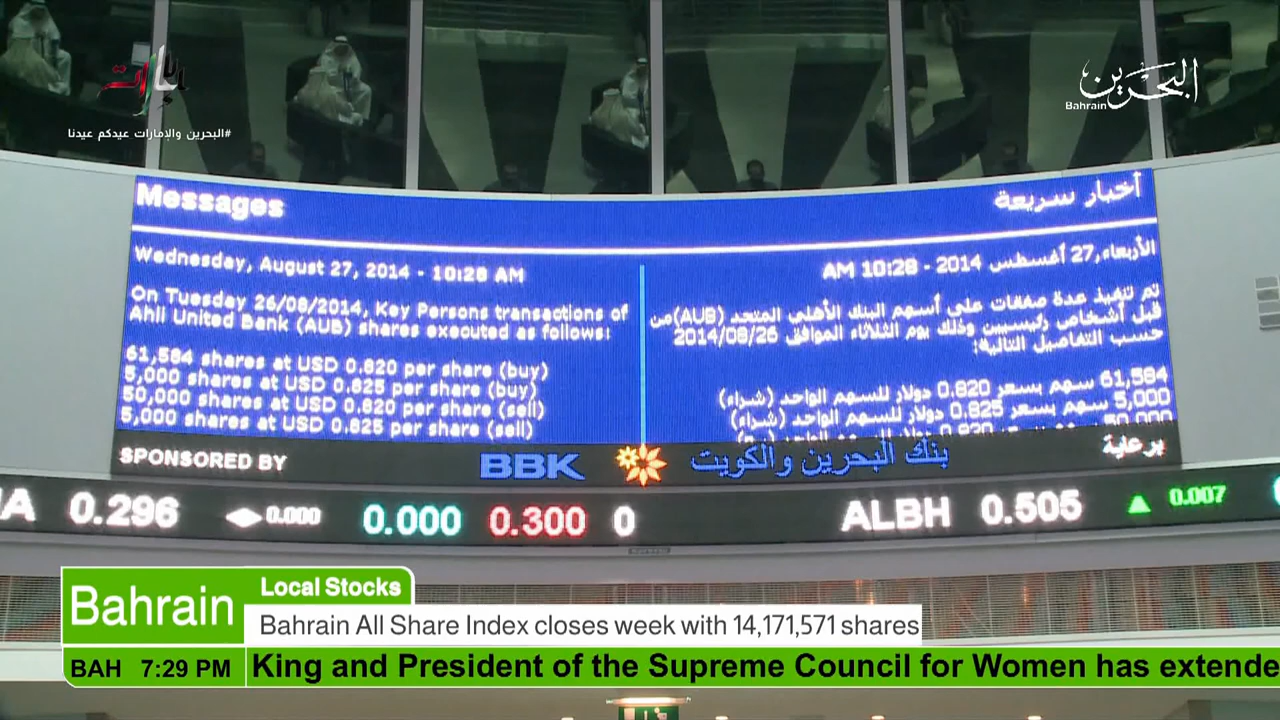 الإمارات
#البحرين والإمارات عيدكم عيدنا
البحرين
Bahrain
Messages
أخبار سريعة
Wednesday, August 27, 2014 - 10:28 AM
On Tuesday 26/08/2014, Key Persons transactions of
Ahli United Bank (AUB) shares executed as follows:
61,584 shares at USD 0.820 per share (buy)
5,000 shares at USD 0.825 per share (buy)
50,000 shares at USD 0.820 per share (sell)
5,000 shares at USD 0.825 per share (sell)
الأربعاء,27 أغسطس 2014 - 10:28 AM
تم تنفيذ عدة صفقات على أسهم البنك الأهلي المتحد (AUB)من
قبل أشخاص رئيسيين وذلك يوم الثلاثاء الموافق 2014/08/26
حسب التفاصيل التالية:
61,584 سهم بسعر 0.820 دولار للسهم الواحد (شراء)
5,000 سهم بسعر 0.825 دولار للسهم الواحد (شراء)
SPONSORED BY
BBK
بنك البحرين والكويت
برعاية
0.296 0.000 0.000 0.300 0 ALBH 0.505 0.007
Local Stocks
Bahrain
Bahrain All Share Index closes week with 14,171,571 shares
BAH 7:29 PM
King and President of the Supreme Council for Women has extende